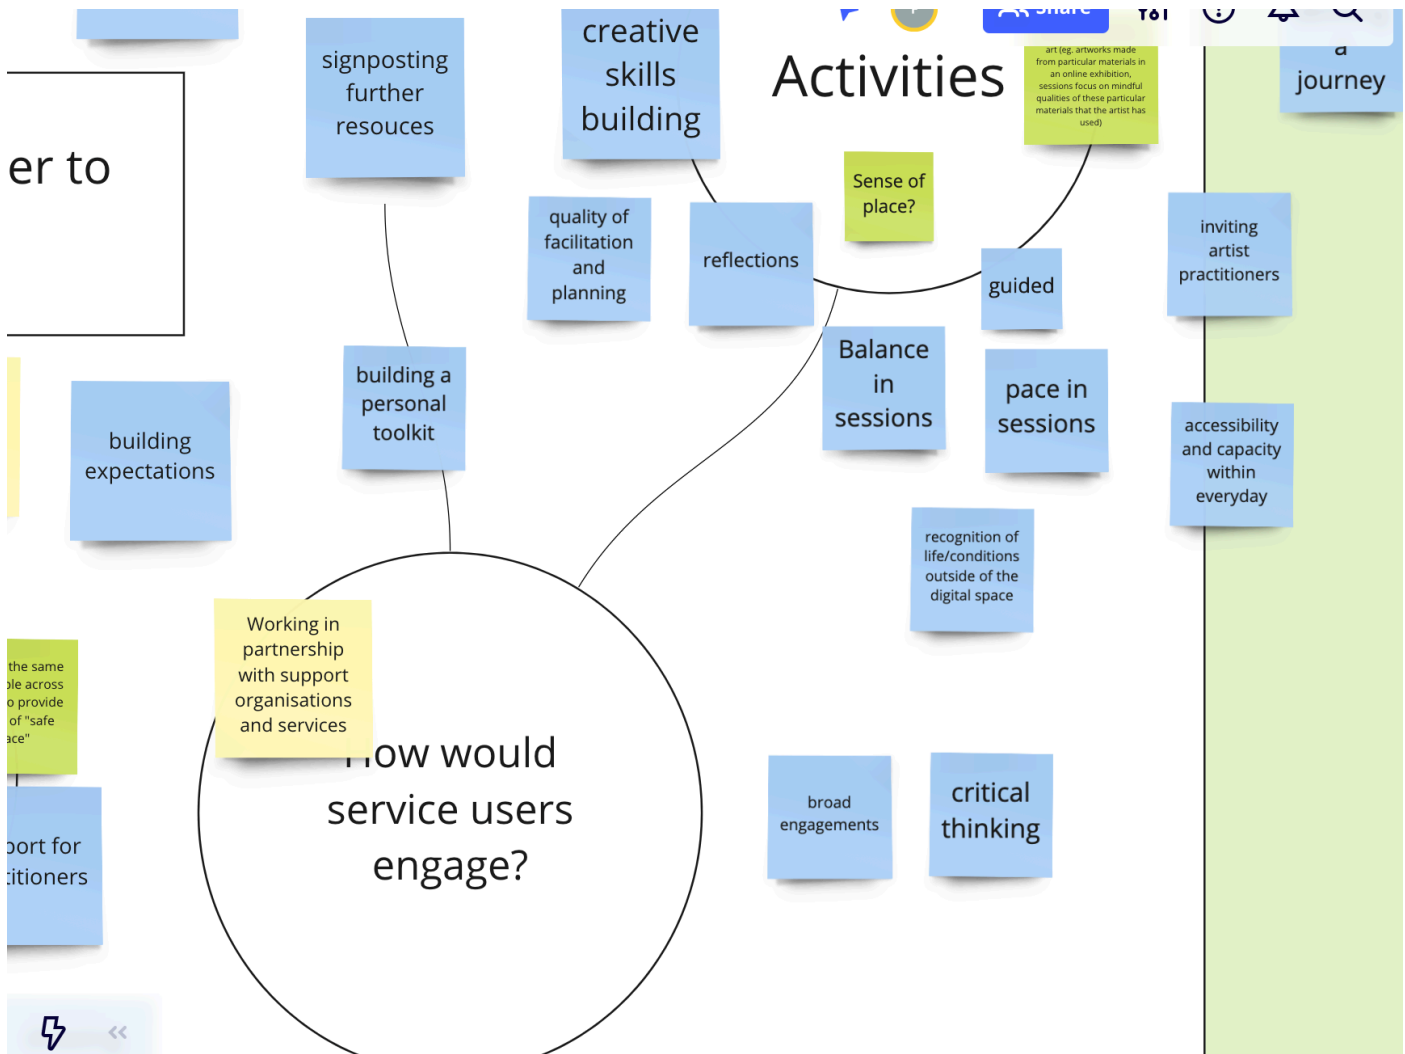 Share
signposting
further
resouces
creative
skills
building
Activities
art (eg. artworks made
from particular materials in
an online exhibition,
sessions focus on mindful
qualities of these particular
materials that the artist has
used)
a
journey
er to
Sense of
place?
quality of
facilitation
and
planning
reflections
guided
inviting
artist
practitioners
building a
personal
toolkit
Balance
in
sessions
pace in
sessions
building
expectations
accessibility
and capacity
within
everyday
recognition of
life/conditions
outside of the
digital space
Working in
partnership
with support
organisations
and services
the same
ple across
o provide
of "safe
ace"
How would
service users
engage?
broad
engagements
critical
thinking
port for
titioners